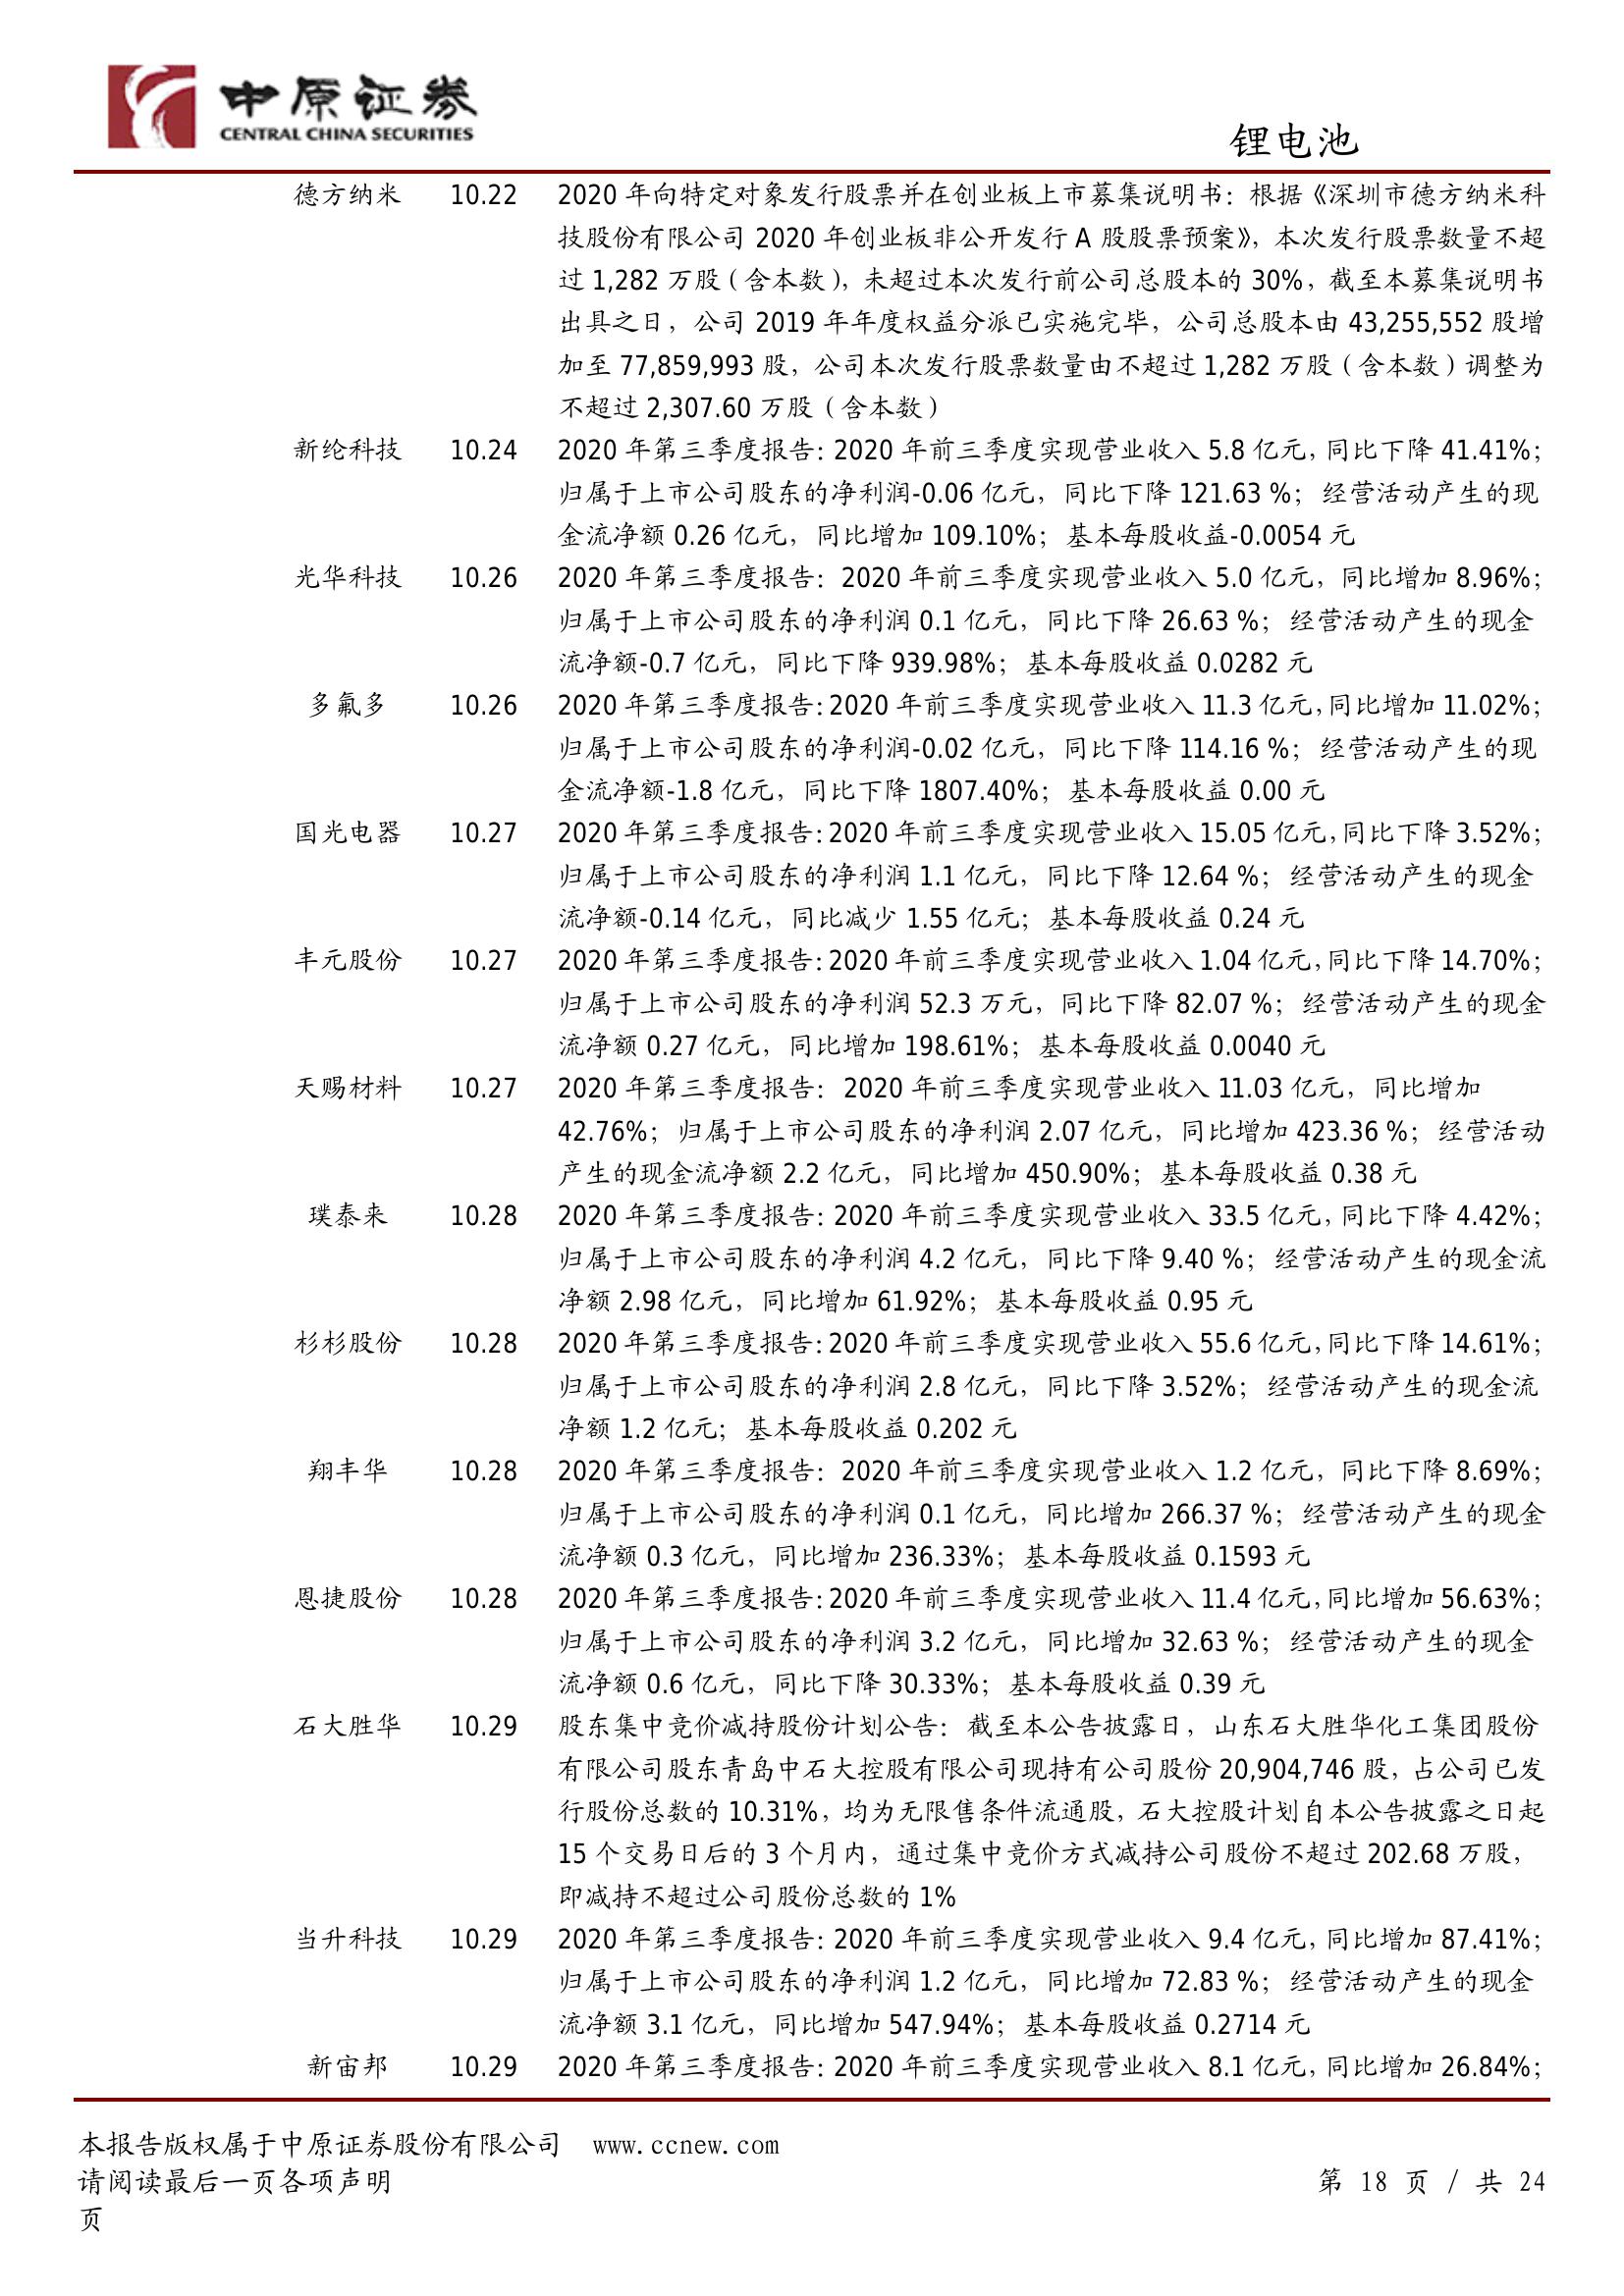 中原证券
CENTRAL CHINA SECURITIES
锂电池
德方纳米 10.22 2020 年向特定对象发行股票并在创业板上市募集说明书：根据《深圳市德方纳米科
技股份有限公司 2020 年创业板非公开发行 A 股股票预案》，本次发行股票数量不超
过 1,282 万股（含本数），未超过本次发行前公司总股本的 30%，截至本募集说明书
出具之日，公司 2019 年年度权益分派已实施完毕，公司总股本由 43,255,552 股增
加至 77,859,993 股，公司本次发行股票数量由不超过 1,282 万股（含本数）调整为
不超过 2,307.60 万股（含本数）
新纶科技 10.24 2020 年第三季度报告：2020 年前三季度实现营业收入 5.8 亿元，同比下降 41.41%；
归属于上市公司股东的净利润-0.06 亿元，同比下降 121.63 %；经营活动产生的现
金流净额 0.26 亿元，同比增加 109.10%；基本每股收益-0.0054 元
光华科技 10.26 2020 年第三季度报告：2020 年前三季度实现营业收入 5.0 亿元，同比增加 8.96%；
归属于上市公司股东的净利润 0.1 亿元，同比下降 26.63 %；经营活动产生的现金
流净额-0.7 亿元，同比下降 939.98%；基本每股收益 0.0282 元
多氟多 10.26 2020 年第三季度报告：2020 年前三季度实现营业收入 11.3 亿元，同比增加 11.02%；
归属于上市公司股东的净利润-0.02 亿元，同比下降 114.16 %；经营活动产生的现
金流净额-1.8 亿元，同比下降 1807.40%；基本每股收益 0.00 元
国光电器 10.27 2020 年第三季度报告：2020 年前三季度实现营业收入 15.05 亿元，同比下降 3.52%；
归属于上市公司股东的净利润 1.1 亿元，同比下降 12.64 %；经营活动产生的现金
流净额-0.14 亿元，同比减少 1.55 亿元；基本每股收益 0.24 元
丰元股份 10.27 2020 年第三季度报告：2020 年前三季度实现营业收入 1.04 亿元，同比下降 14.70%；
归属于上市公司股东的净利润 52.3 万元，同比下降 82.07 %；经营活动产生的现金
流净额 0.27 亿元，同比增加 198.61%；基本每股收益 0.0040 元
天赐材料 10.27 2020 年第三季度报告：2020 年前三季度实现营业收入 11.03 亿元，同比增加
42.76%；归属于上市公司股东的净利润 2.07 亿元，同比增加 423.36 %；经营活动
产生的现金流净额 2.2 亿元，同比增加 450.90%；基本每股收益 0.38 元
璞泰来 10.28 2020 年第三季度报告：2020 年前三季度实现营业收入 33.5 亿元，同比下降 4.42%；
归属于上市公司股东的净利润 4.2 亿元，同比下降 9.40 %；经营活动产生的现金流
净额 2.98 亿元，同比增加 61.92%；基本每股收益 0.95 元
杉杉股份 10.28 2020 年第三季度报告：2020 年前三季度实现营业收入 55.6 亿元，同比下降 14.61%；
归属于上市公司股东的净利润 2.8 亿元，同比下降 3.52%；经营活动产生的现金流
净额 1.2 亿元；基本每股收益 0.202 元
翔丰华 10.28 2020 年第三季度报告：2020 年前三季度实现营业收入 1.2 亿元，同比下降 8.69%；
归属于上市公司股东的净利润 0.1 亿元，同比增加 266.37 %；经营活动产生的现金
流净额 0.3 亿元，同比增加 236.33%；基本每股收益 0.1593 元
恩捷股份 10.28 2020 年第三季度报告：2020 年前三季度实现营业收入 11.4 亿元，同比增加 56.63%；
归属于上市公司股东的净利润 3.2 亿元，同比增加 32.63 %；经营活动产生的现金
流净额 0.6 亿元，同比下降 30.33%；基本每股收益 0.39 元
石大胜华 10.29 股东集中竞价减持股份计划公告：截至本公告披露日，山东石大胜华化工集团股份
有限公司股东青岛中石大控股有限公司现持有公司股份 20,904,746 股，占公司已发
行股份总数的 10.31%，均为无限售条件流通股，石大控股计划自本公告披露之日起
15 个交易日后的 3 个月内，通过集中竞价方式减持公司股份不超过 202.68 万股，
即减持不超过公司股份总数的 1%
当升科技 10.29 2020 年第三季度报告：2020 年前三季度实现营业收入 9.4 亿元，同比增加 87.41%；
归属于上市公司股东的净利润 1.2 亿元，同比增加 72.83 %；经营活动产生的现金
流净额 3.1 亿元，同比增加 547.94%；基本每股收益 0.2714 元
新宙邦 10.29 2020 年第三季度报告：2020 年前三季度实现营业收入 8.1 亿元，同比增加 26.84%；
本报告版权属于中原证券股份有限公司 www.ccnew.com
请阅读最后一页各项声明 第 18 页 / 共 24
页